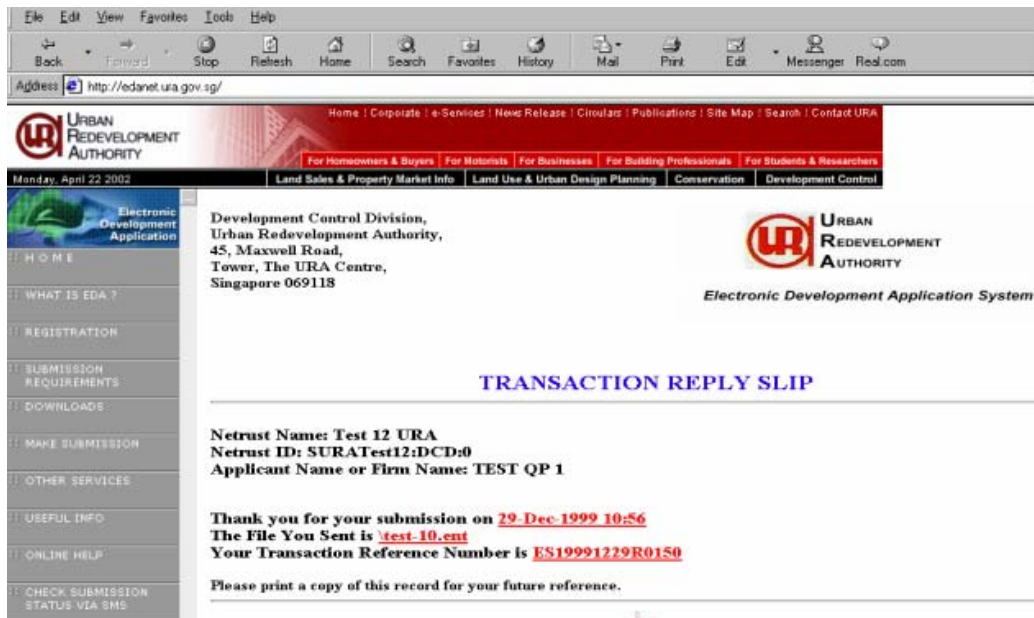 File Edit View Favorites Tools Help
Back Forward Stop Refresh Home Search Favorites History Mail Print Edit Messenger Real.com
Address http://edanet.ura.gov.sg/
URBAN
REDEVELOPMENT
AUTHORITY
Home | Corporate | e-Services | News Release | Circulars | Publications | Site Map | Search | Contact URA
For Homeowners & Buyers For Motorists For Businesses For Building Professionals For Students & Researchers
Monday, April 22 2002 Land Sales & Property Market Info Land Use & Urban Design Planning Conservation Development Control
Electronic
Development
Application
HOME
WHAT IS EDA ?
REGISTRATION
SUBMISSION
REQUIREMENTS
DOWNLOADS
MAKE SUBMISSION
OTHER SERVICES
USEFUL INFO
ONLINE HELP
CHECK SUBMISSION
STATUS VIA SMS
Development Control Division,
Urban Redevelopment Authority,
45, Maxwell Road,
Tower, The URA Centre,
Singapore 069118
URBAN
REDEVELOPMENT
AUTHORITY
Electronic Development Application System
TRANSACTION REPLY SLIP
Netrust Name: Test 12 URA
Netrust ID: SURATest12:DCD:0
Applicant Name or Firm Name: TEST QP 1
Thank you for your submission on 29-Dec-1999 10:56
The File You Sent is \test-10.ent
Your Transaction Reference Number is ES19991229R0150
Please print a copy of this record for your future reference.